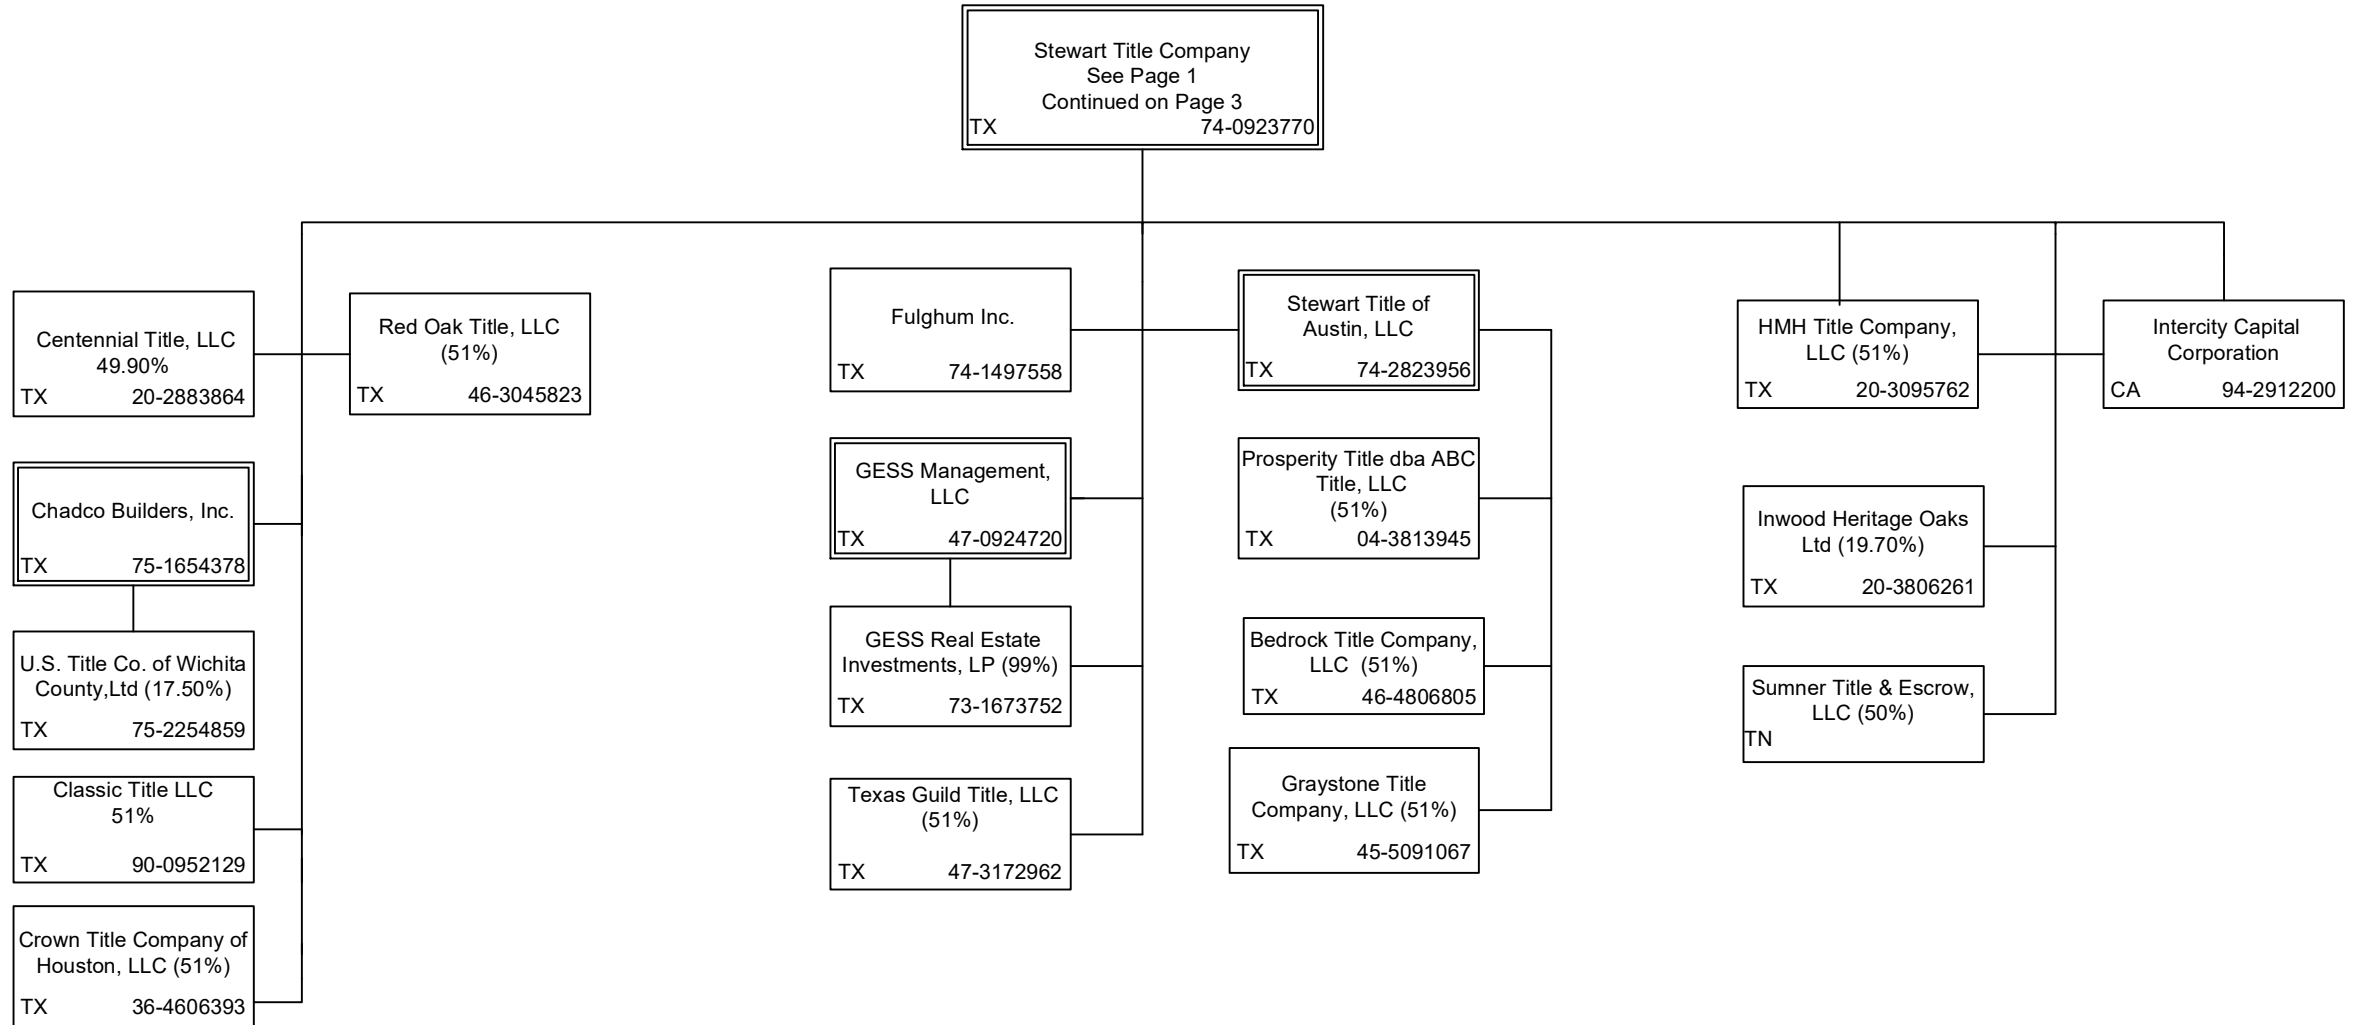 Stewart Title Company
See Page 1
Continued on Page 3
TX 74-0923770
Centennial Title, LLC
49.90%
TX 20-2883864
Red Oak Title, LLC
(51%)
TX 46-3045823
Chadco Builders, Inc.
TX 75-1654378
U.S. Title Co. of Wichita
County,Ltd (17.50%)
TX 75-2254859
Classic Title LLC
51%
TX 90-0952129
Crown Title Company of
Houston, LLC (51%)
TX 36-4606393
Fulghum Inc.
TX 74-1497558
GESS Management,
LLC
TX 47-0924720
GESS Real Estate
Investments, LP (99%)
TX 73-1673752
Texas Guild Title, LLC
(51%)
TX 47-3172962
Stewart Title of
Austin, LLC
TX 74-2823956
Prosperity Title dba ABC
Title, LLC
(51%)
TX 04-3813945
Bedrock Title Company,
LLC (51%)
TX 46-4806805
Graystone Title
Company, LLC (51%)
TX 45-5091067
HMH Title Company,
LLC (51%)
TX 20-3095762
Intercity Capital
Corporation
CA 94-2912200
Inwood Heritage Oaks
Ltd (19.70%)
TX 20-3806261
Sumner Title & Escrow,
LLC (50%)
TN